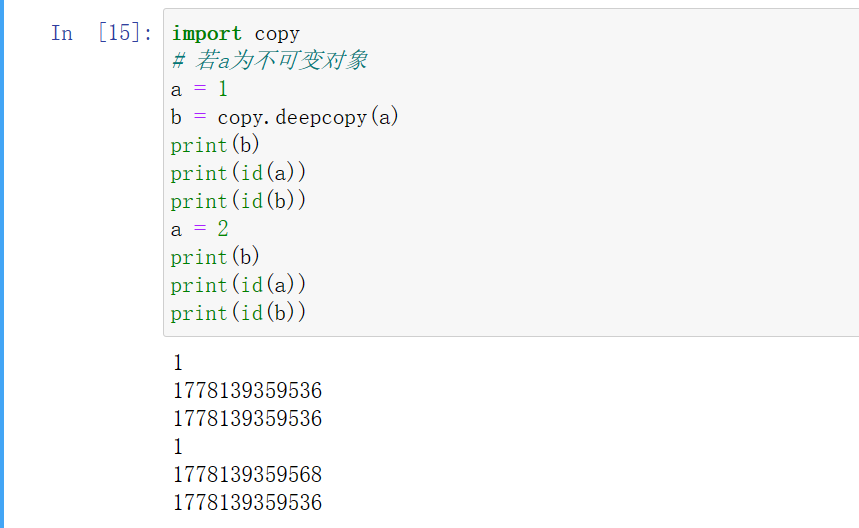 In [15]: import copy
# 若a为不可变对象
a = 1
b = copy.deepcopy(a)
print(b)
print(id(a))
print(id(b))
a = 2
print(b)
print(id(a))
print(id(b))
1
1778139359536
1778139359536
1
1778139359568
1778139359536